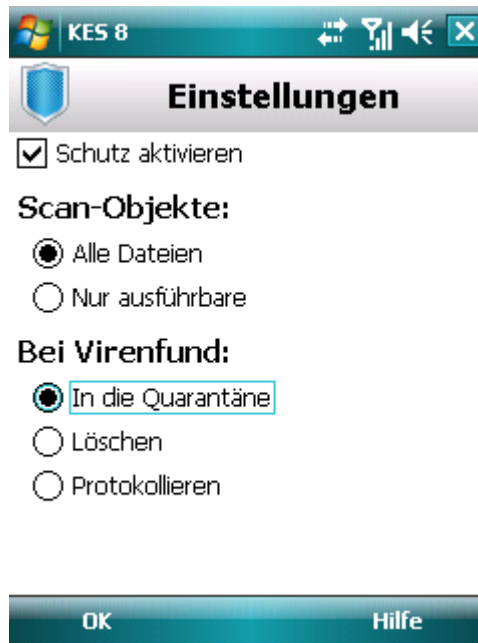 KES 8
Einstellungen
Schutz aktivieren
Scan-Objekte:
Alle Dateien
Nur ausführbare
Bei Virenfund:
In die Quarantäne
Löschen
Protokollieren
OK Hilfe